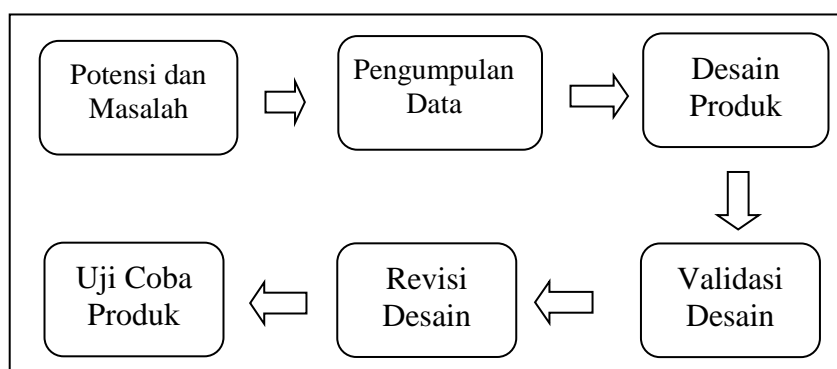 Potensi dan
Masalah
Pengumpulan
Data
Desain
Produk
Validasi
Desain
Revisi
Desain
Uji Coba
Produk